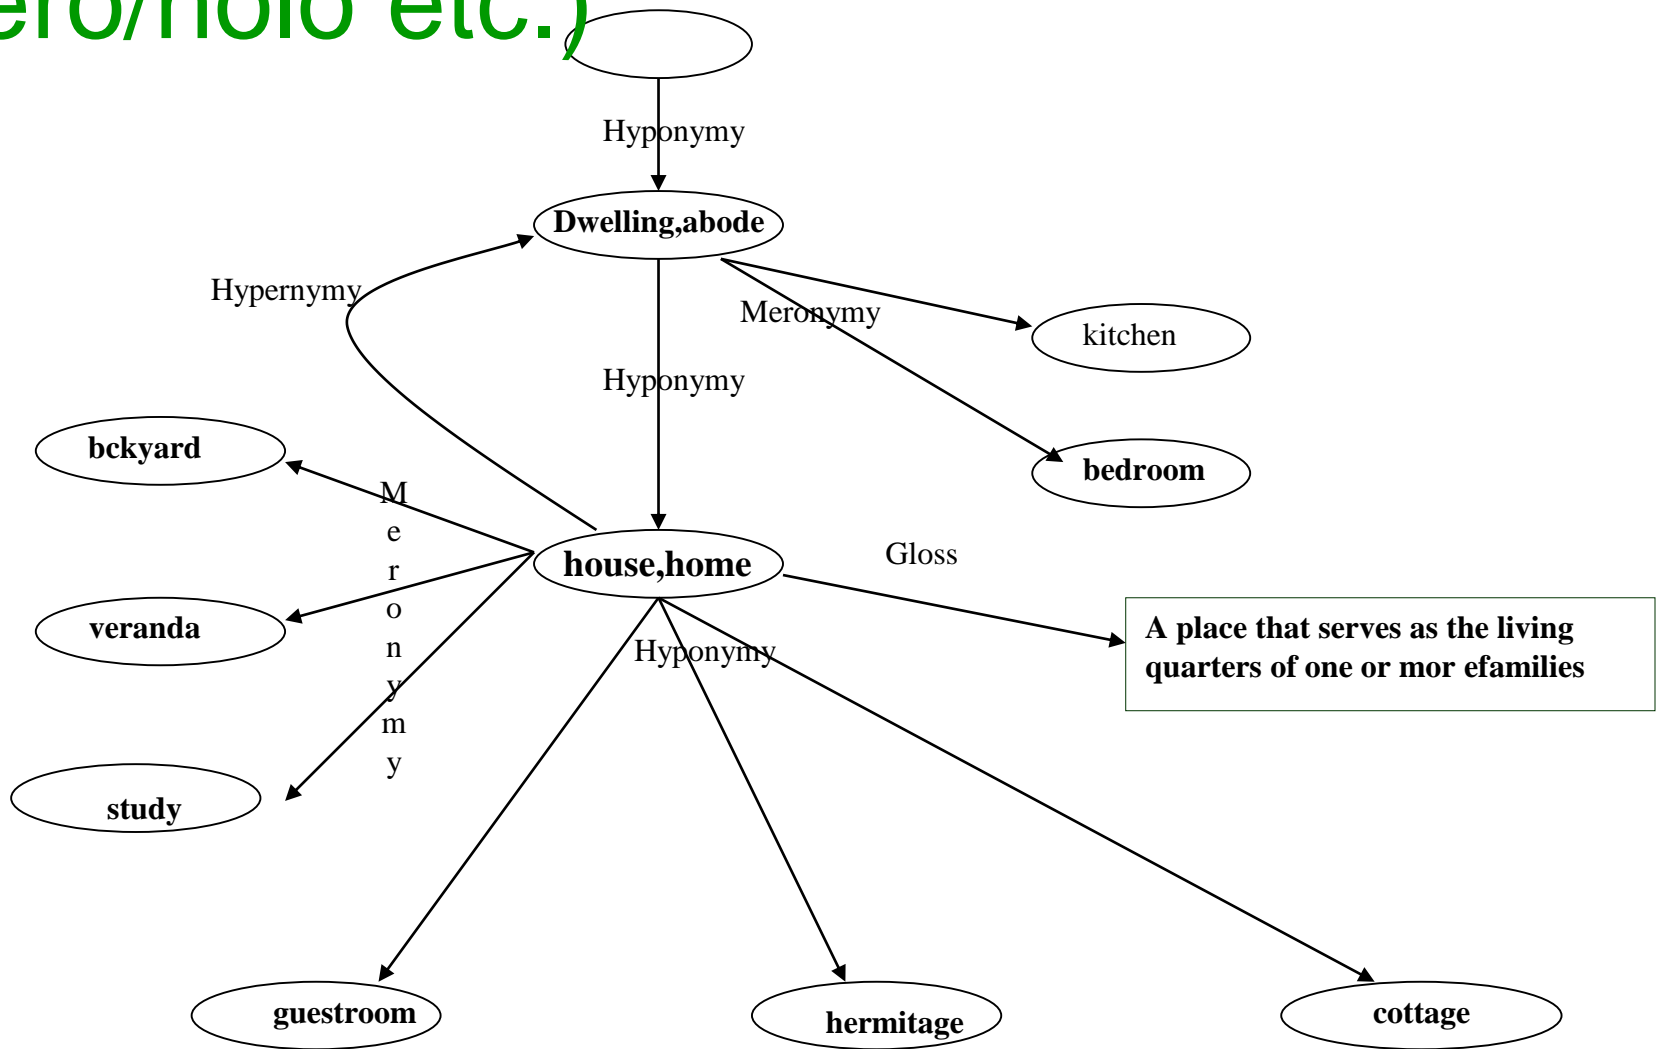 ero/holo etc.)
Hyponymy
Dwelling,abode
Hypernymy
Meronymy
kitchen
Hyponymy
bckyard
bedroom
M
e
r
o
n
y
m
y
house,home
Gloss
veranda
A place that serves as the living
quarters of one or mor efamilies
Hyponymy
study
guestroom
hermitage
cottage